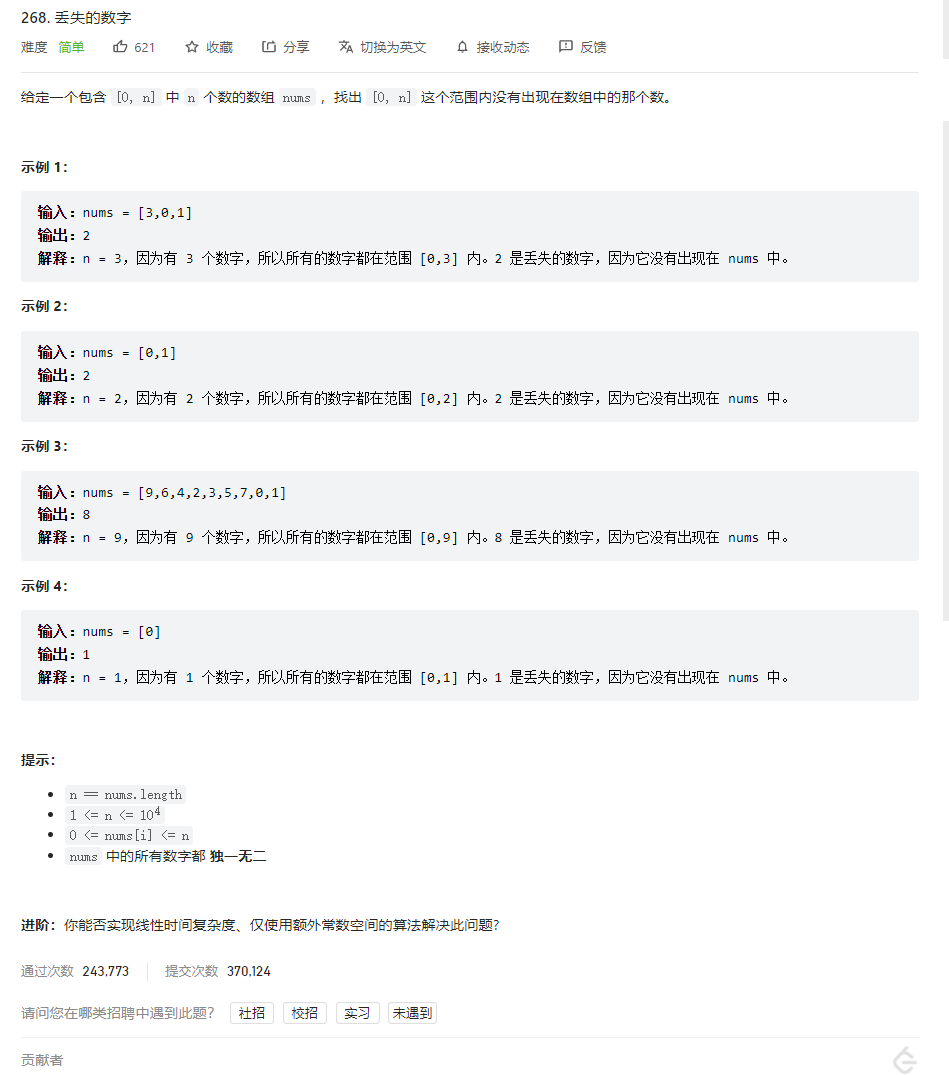 268. 丢失的数字
难度 简单 621 收藏 分享 切换为英文 接收动态 反馈
给定一个包含 [0, n] 中 n 个数的数组 nums ，找出 [0, n] 这个范围内没有出现在数组中的那个数。
示例 1：
输入：nums = [3,0,1]
输出：2
解释：n = 3，因为有 3 个数字，所以所有的数字都在范围 [0,3] 内。2 是丢失的数字，因为它没有出现在 nums 中。
示例 2：
输入：nums = [0,1]
输出：2
解释：n = 2，因为有 2 个数字，所以所有的数字都在范围 [0,2] 内。2 是丢失的数字，因为它没有出现在 nums 中。
示例 3：
输入：nums = [9,6,4,2,3,5,7,0,1]
输出：8
解释：n = 9，因为有 9 个数字，所以所有的数字都在范围 [0,9] 内。8 是丢失的数字，因为它没有出现在 nums 中。
示例 4：
输入：nums = [0]
输出：1
解释：n = 1，因为有 1 个数字，所以所有的数字都在范围 [0,1] 内。1 是丢失的数字，因为它没有出现在 nums 中。
提示：
n == nums.length
1 <= n <= 10⁴
0 <= nums[i] <= n
nums 中的所有数字都 独一无二
进阶：你能否实现线性时间复杂度、仅使用额外常数空间的算法解决此问题?
通过次数 243,773 提交次数 370,124
请问您在哪类招聘中遇到此题？ 社招 校招 实习 未遇到
贡献者